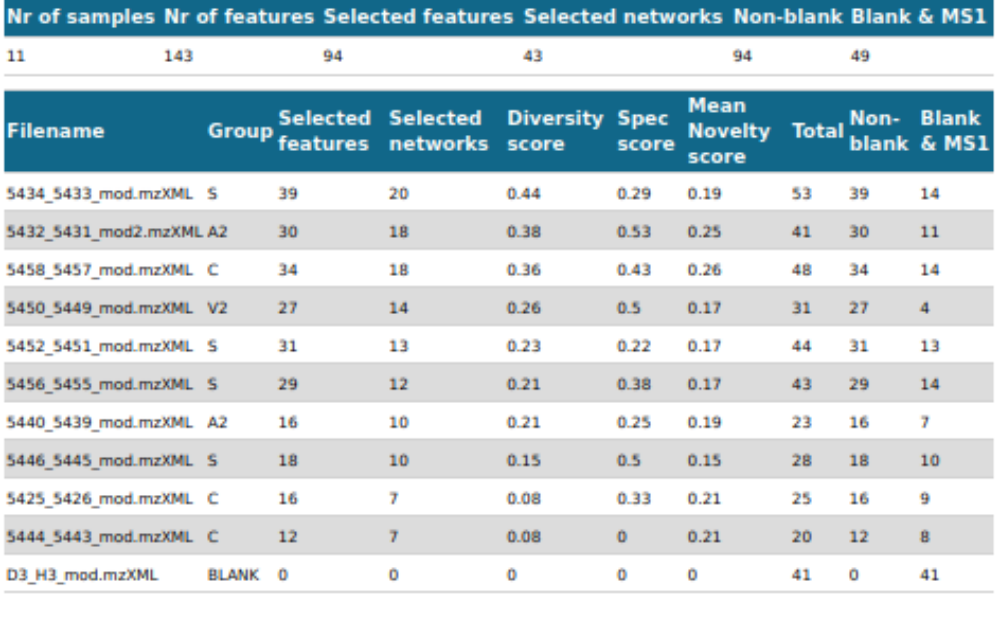 Nr of samples Nr of features Selected features Selected networks Non-blank Blank & MS1
11 143 94 43 94 49
Filename Group Selected features Selected networks Diversity score Spec score Mean Novelty score Total Non-blank Blank & MS1
5434_5433_mod.mzXML S 39 20 0.44 0.29 0.19 53 39 14
5432_5431_mod2.mzXML A2 30 18 0.38 0.53 0.25 41 30 11
5458_5457_mod.mzXML C 34 18 0.36 0.43 0.26 48 34 14
5450_5449_mod.mzXML V2 27 14 0.26 0.5 0.17 31 27 4
5452_5451_mod.mzXML S 31 13 0.23 0.22 0.17 44 31 13
5456_5455_mod.mzXML S 29 12 0.21 0.38 0.17 43 29 14
5440_5439_mod.mzXML A2 16 10 0.21 0.25 0.19 23 16 7
5446_5445_mod.mzXML S 18 10 0.15 0.5 0.15 28 18 10
5425_5426_mod.mzXML C 16 7 0.08 0.33 0.21 25 16 9
5444_5443_mod.mzXML C 12 7 0.08 0 0.21 20 12 8
D3_H3_mod.mzXML BLANK 0 0 0 0 0 41 0 41